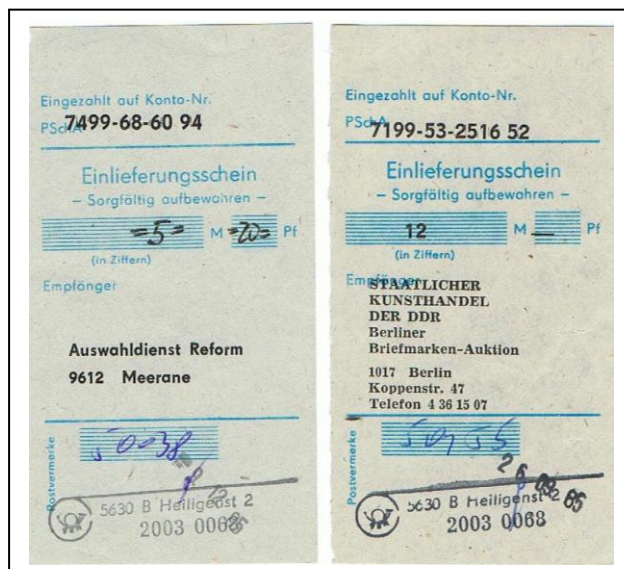 Eingezahlt auf Konto-Nr.
PSchA 7499-68-60 94
Einlieferungsschein
– Sorgfältig aufbewahren –
=5= M =20= Pf
(in Ziffern)
Empfänger
Auswahldienst Reform
9612 Meerane
Postvermerke
50038
5630 B Heiligenst 2
2003 0068
Eingezahlt auf Konto-Nr.
PSchA 7199-53-2516 52
Einlieferungsschein
– Sorgfältig aufbewahren –
12 M — Pf
(in Ziffern)
Empfänger
STAATLICHER
KUNSTHANDEL
DER DDR
Berliner
Briefmarken-Auktion
1017 Berlin
Koppenstr. 47
Telefon 4 36 15 07
Postvermerke
5630 B Heiligenst 2
2003 0068